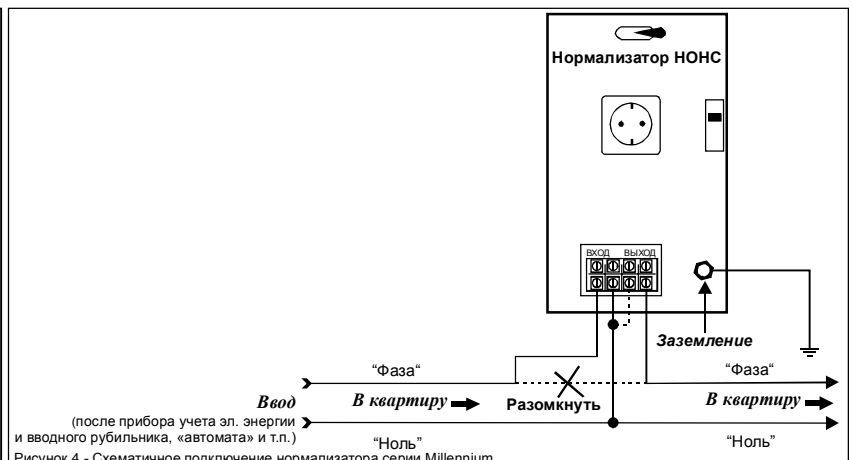 Нормализатор НОНС
ВХОД ВЫХОД
Заземление
“Фаза“
“Фаза“
Ввод
В квартиру
Разомкнуть
В квартиру
(после прибора учета эл. энергии
и вводного рубильника, «автомата» и т.п.)
“Ноль”
“Ноль”
Рисунок 4 - Схематичное подключение нормализатора серии Millennium